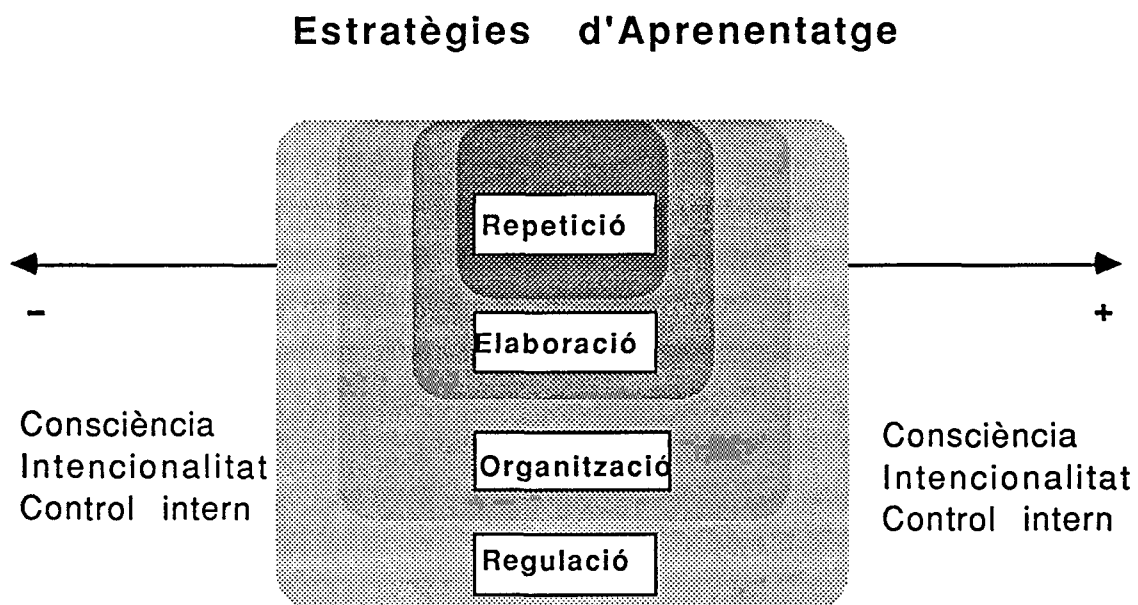 Estratègies d'Aprenentatge
Repetició
-
+
Elaboració
Consciència
Intencionalitat
Control intern
Consciència
Intencionalitat
Control intern
Organització
Regulació